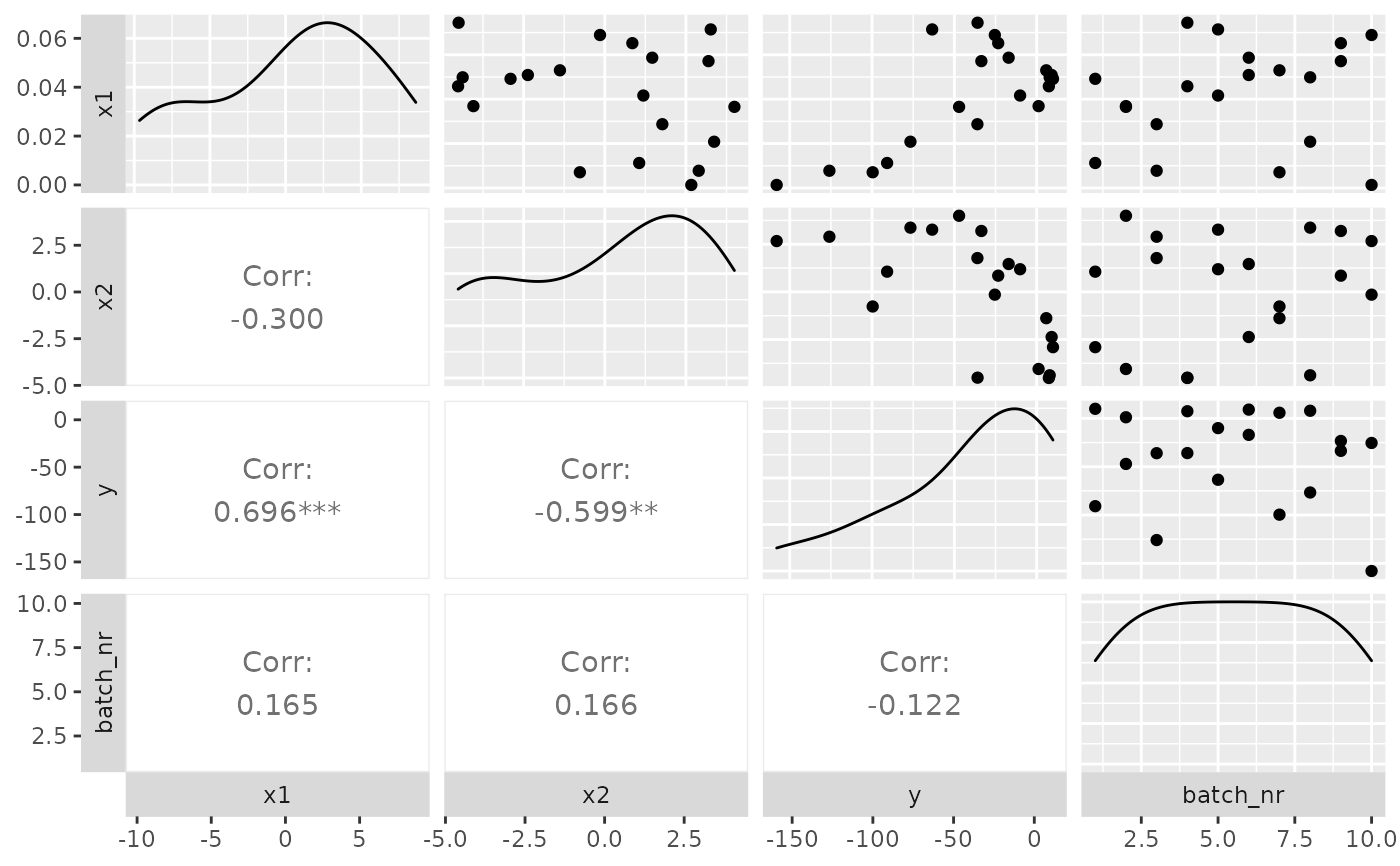 0.06
0.04
0.02
0.00
x1
2.5
0.0
-2.5
-5.0
x2
Corr:
-0.300
0
-50
-100
-150
y
Corr:
0.696***
Corr:
-0.599**
10.0
7.5
5.0
2.5
batch_nr
Corr:
0.165
Corr:
0.166
Corr:
-0.122
x1 x2 y batch_nr
-10 -5 0 5 -5.0 -2.5 0.0 2.5 -150 -100 -50 0 2.5 5.0 7.5 10.0